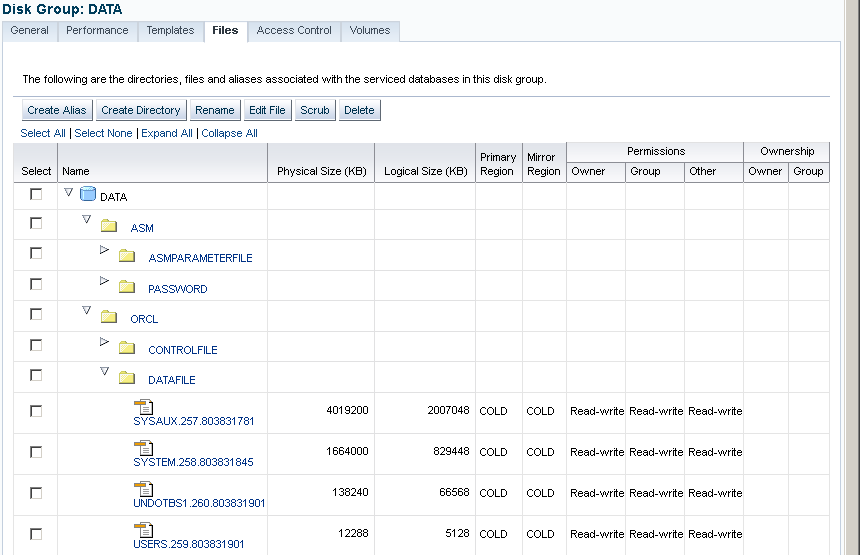 Disk Group: DATA
General Performance Templates Files Access Control Volumes
The following are the directories, files and aliases associated with the serviced databases in this disk group.
Create Alias Create Directory Rename Edit File Scrub Delete
Select All | Select None | Expand All | Collapse All
Permissions Ownership
Primary Mirror
Select Name Physical Size (KB) Logical Size (KB) Region Region Owner Group Other Owner Group
DATA
ASM
ASMPARAMETERFILE
PASSWORD
ORCL
CONTROLFILE
DATAFILE
4019200 2007048 COLD COLD Read-write Read-write Read-write
SYSAUX.257.803831781
1664000 829448 COLD COLD Read-write Read-write Read-write
SYSTEM.258.803831845
138240 66568 COLD COLD Read-write Read-write Read-write
UNDOTBS1.260.803831901
12288 5128 COLD COLD Read-write Read-write Read-write
USERS.259.803831901